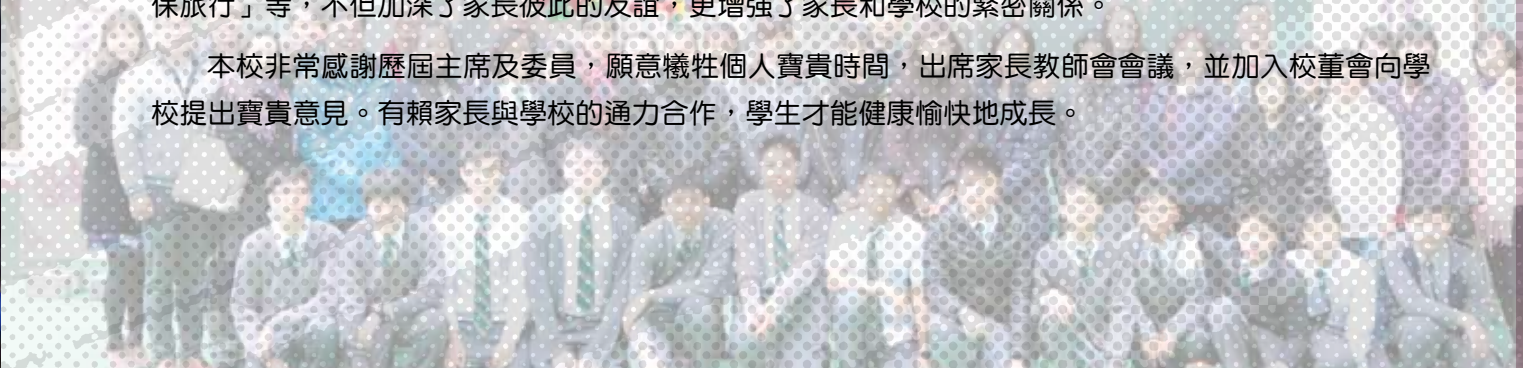 保旅行」等，不但加深了家長彼此的友誼，更增強了家長和學校的緊密關係。
本校非常感謝歷屆主席及委員，願意犧牲個人寶貴時間，出席家長教師會會議，並加入校董會向學
校提出寶貴意見。有賴家長與學校的通力合作，學生才能健康愉快地成長。